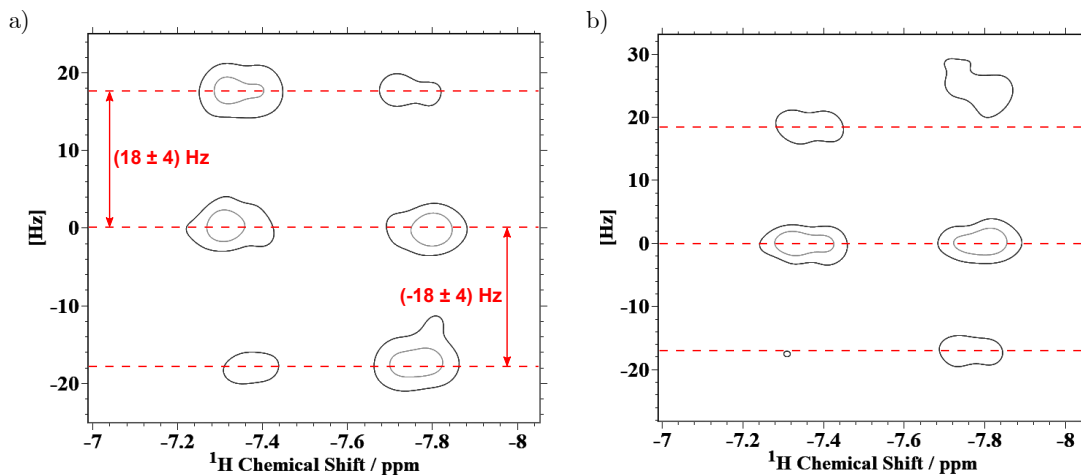 a)
20
10
0
-10
-20
[Hz]
(18 ± 4) Hz
(-18 ± 4) Hz
-7 -7.2 -7.4 -7.6 -7.8 -8
¹H Chemical Shift / ppm
b)
30
20
10
0
-10
-20
[Hz]
-7 -7.2 -7.4 -7.6 -7.8 -8
¹H Chemical Shift / ppm